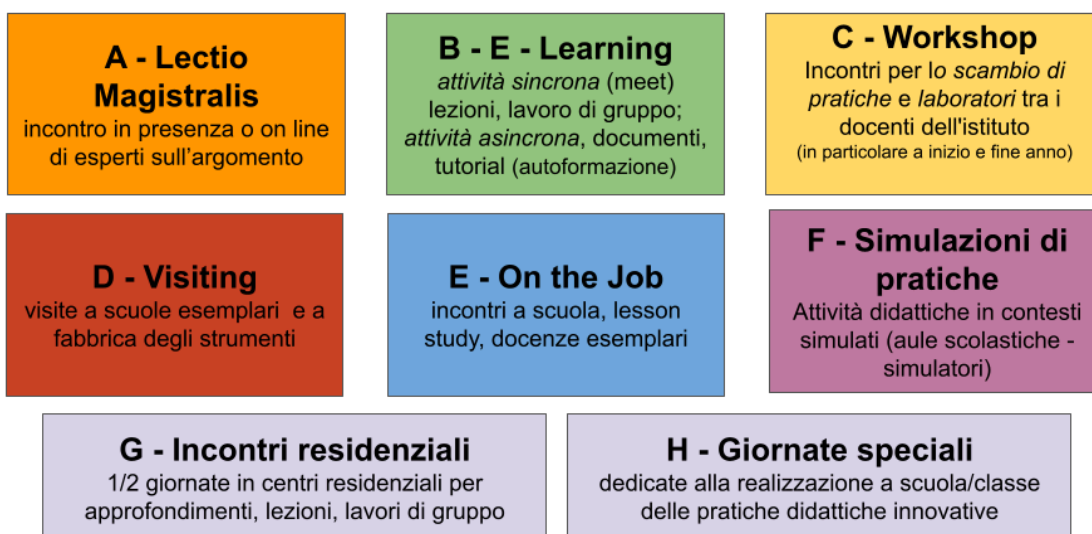 A - Lectio
Magistralis
incontro in presenza o on line
di esperti sull'argomento
B - E - Learning
attività sincrona (meet)
lezioni, lavoro di gruppo;
attività asincrona, documenti,
tutorial (autoformazione)
C - Workshop
Incontri per lo scambio di
pratiche e laboratori tra i
docenti dell'istituto
(in particolare a inizio e fine anno)
D - Visiting
visite a scuole esemplari e a
fabbrica degli strumenti
E - On the Job
incontri a scuola, lesson
study, docenze esemplari
F - Simulazioni di
pratiche
Attività didattiche in contesti
simulati (aule scolastiche -
simulatori)
G - Incontri residenziali
1/2 giornate in centri residenziali per
approfondimenti, lezioni, lavori di gruppo
H - Giornate speciali
dedicate alla realizzazione a scuola/classe
delle pratiche didattiche innovative